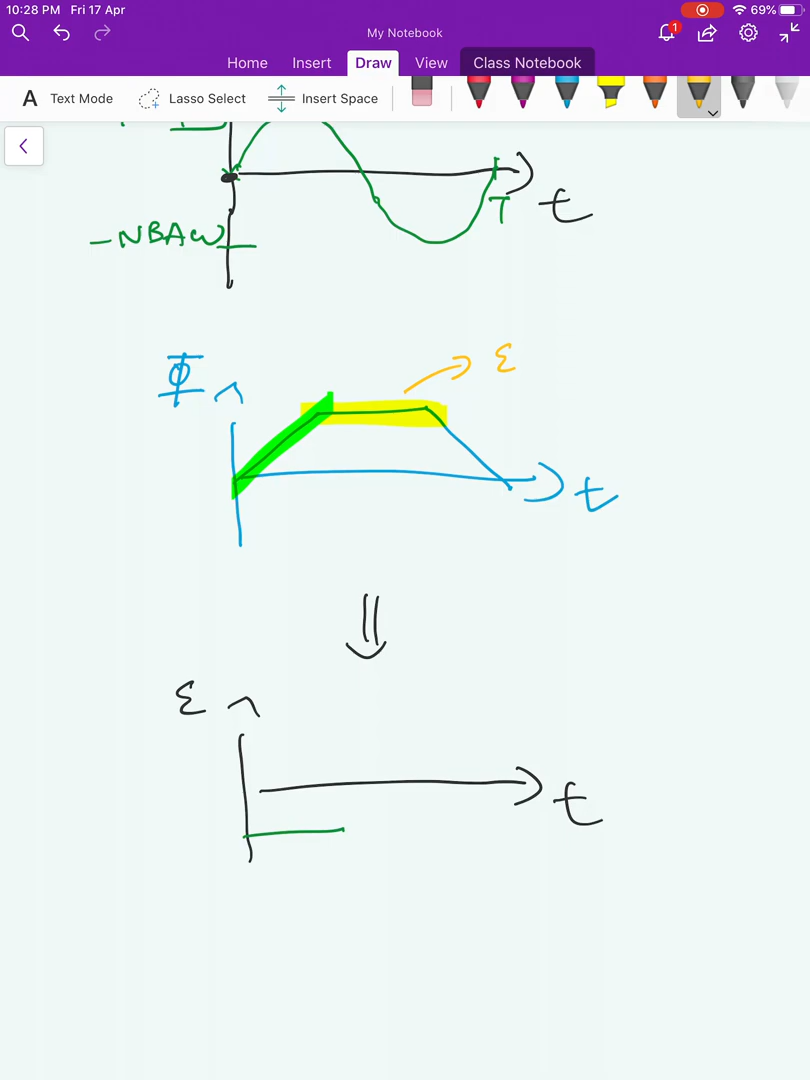 10:28 PM Fri 17 Apr
69%
My Notebook
1
Home Insert Draw View Class Notebook
A Text Mode Lasso Select Insert Space
T
t
-NBAω
Φ
ε
t
ε
t